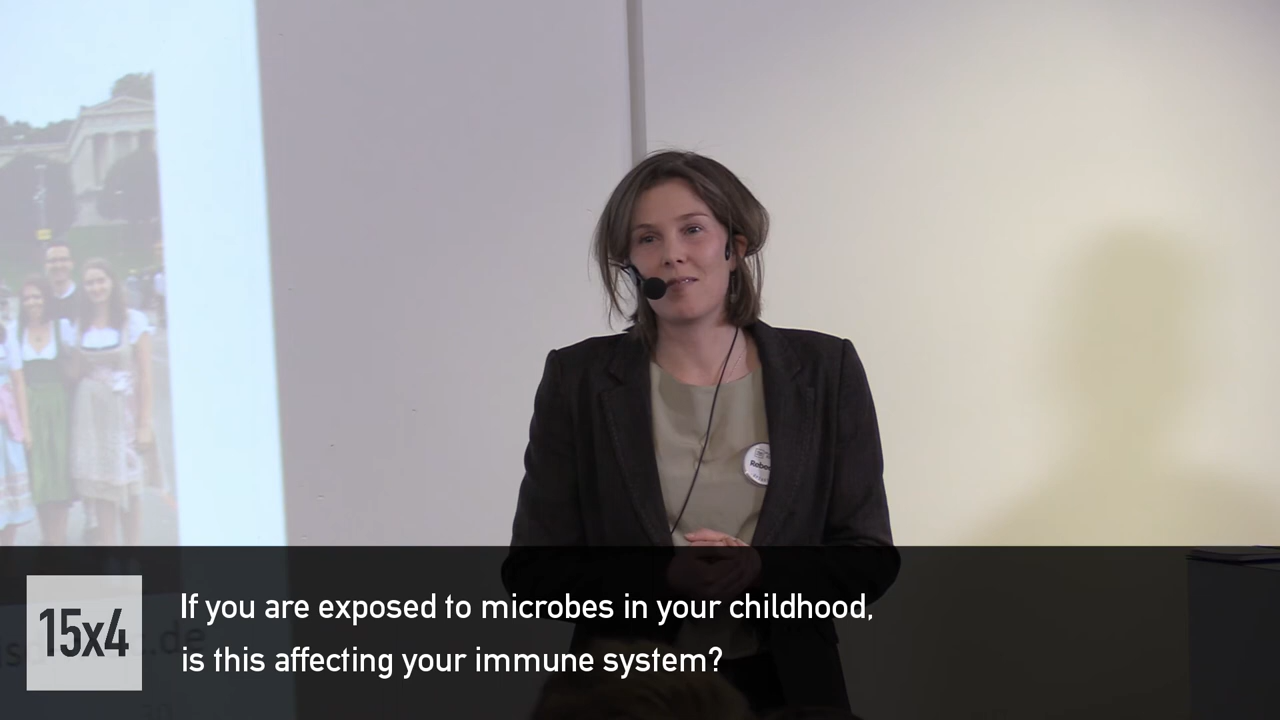 15x4
If you are exposed to microbes in your childhood,
is this affecting your immune system?